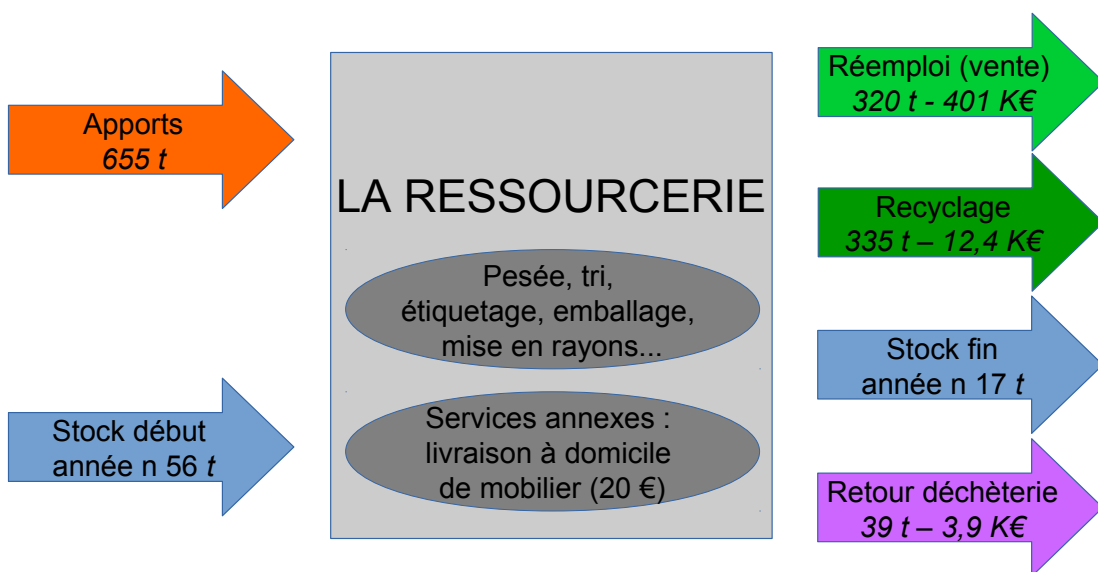 Apports
655 t
Stock début
année n 56 t
LA RESSOURCERIE
Pesée, tri,
étiquetage, emballage,
mise en rayons...
Services annexes :
livraison à domicile
de mobilier (20 €)
Réemploi (vente)
320 t - 401 K€
Recyclage
335 t – 12,4 K€
Stock fin
année n 17 t
Retour déchèterie
39 t – 3,9 K€